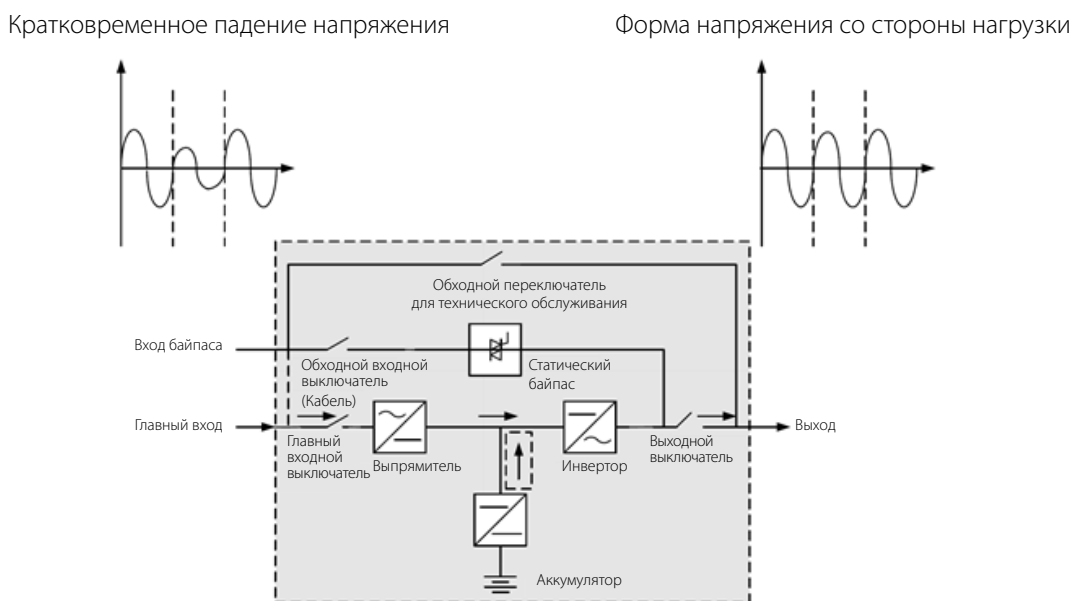 Кратковременное падение напряжения
Форма напряжения со стороны нагрузки
Обходной переключатель
для технического обслуживания
Вход байпаса
Обходной входной
выключатель
(Кабель)
Статический
байпас
Главный вход
Главный
входной
выключатель
Выпрямитель
Инвертор
Выходной
выключатель
Выход
Аккумулятор